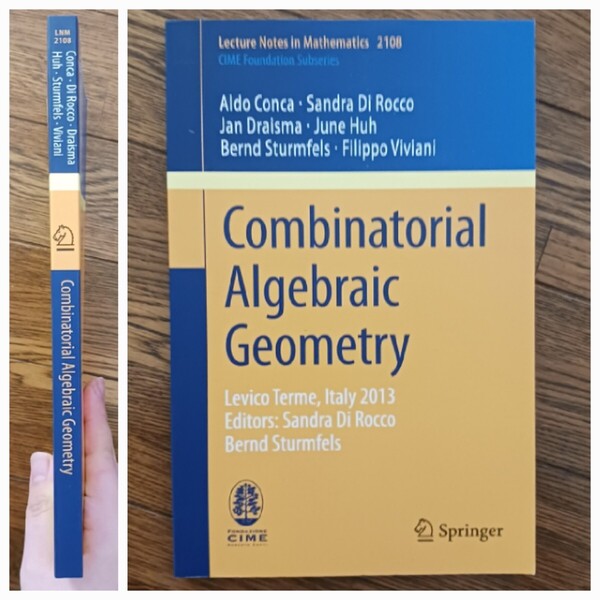 LNM
2108
Conca · Di Rocco · Draisma
Huh · Sturmfels · Viviani
Combinatorial Algebraic Geometry
Lecture Notes in Mathematics 2108
CIME Foundation Subseries
Aldo Conca · Sandra Di Rocco
Jan Draisma · June Huh
Bernd Sturmfels · Filippo Viviani
Combinatorial
Algebraic
Geometry
Levico Terme, Italy 2013
Editors: Sandra Di Rocco
Bernd Sturmfels
FONDAZIONE
CIME
Springer